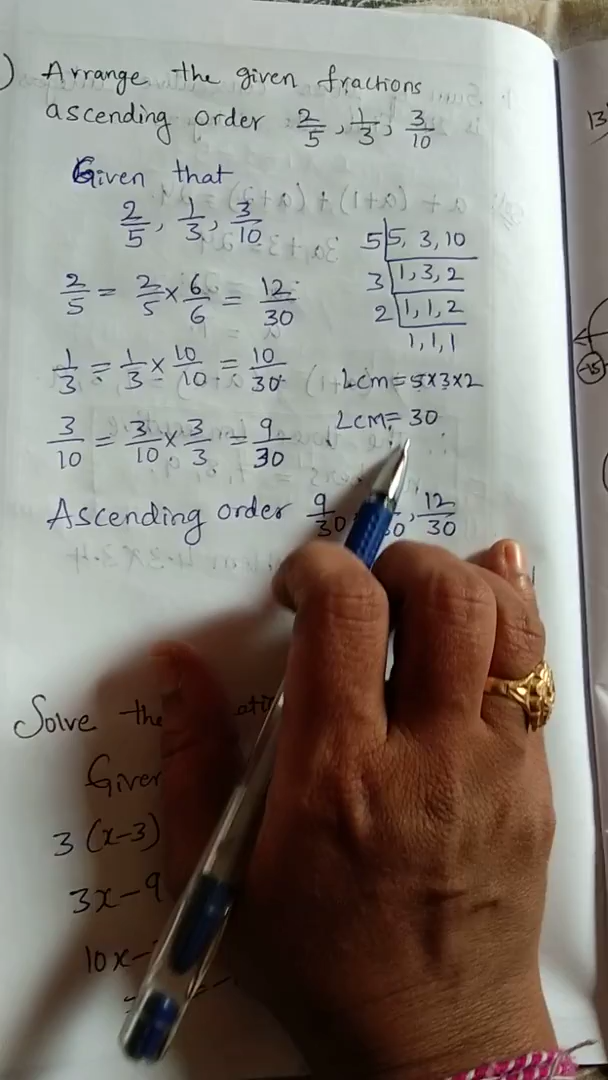 ) Arrange the given fractions
ascending order 2/5, 1/3, 3/10
Given that
2/5, 1/3, 3/10
5 | 5, 3, 10
3 | 1, 3, 2
2 | 1, 1, 2
1, 1, 1
2/5 = 2/5 × 6/6 = 12/30
1/3 = 1/3 × 10/10 = 10/30
Lcm = 5×3×2
Lcm = 30
3/10 = 3/10 × 3/3 = 9/30
Ascending order 9/30, 12/30
Solve the
Given
3(x-3)
3x-9
10x-
13
-15